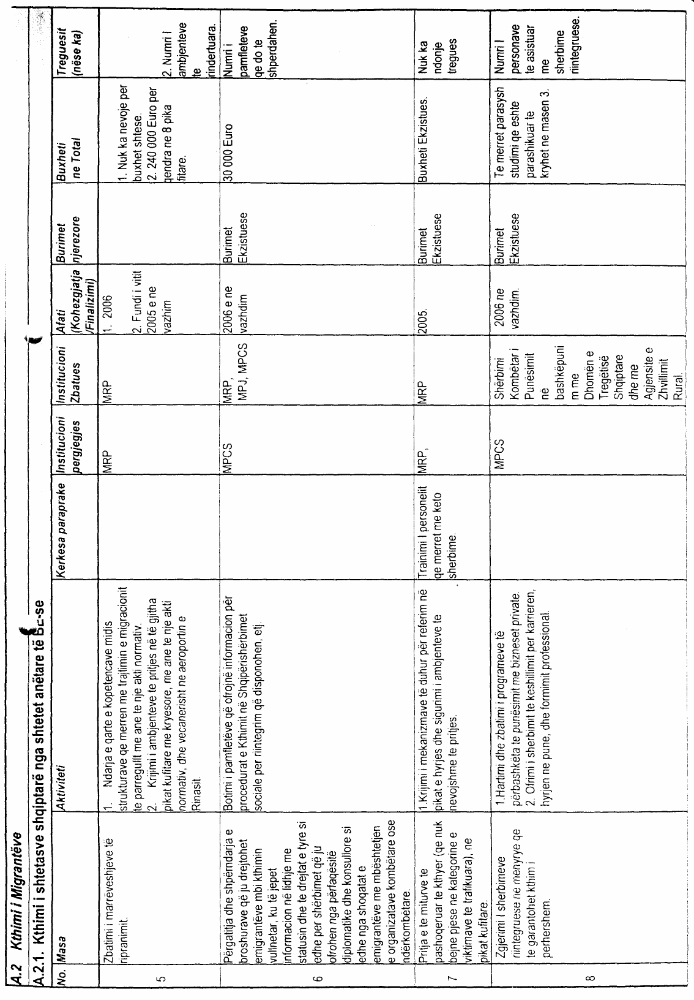 A.2 Kthimi i Migrantëve
A.2.1. Kthimi i shtetasve shqiptarë nga shtetet anëtare të BE-se
No.
Masa
Aktiviteti
Kerkesa paraprake
Institucioni
pergjegjes
Institucioni
Zbatues
Afati
(Kohezgjatja
/Finalizimi)
Burimet
njerezore
Buxheti
ne Total
Treguesit
(nëse ka)
5
Zbatimi i marrëveshjeve të
ripranimit.
1. Ndarja e qarte e kopetencave midis
strukturave qe merren me trajtimin e migracionit
te parregullt me ane te nje akti normativ.
2. Krijimi i ambjenteve te pritjes në të gjitha
pikat kufitare me kryesore, me ane te nje akti
normativ, dhe vecanerisht ne aeroportin e
Rinasit.
MRP
MRP
1. 2006
2. Fundi i vitit
2005 e ne
vazhim
1. Nuk ka nevoje per
buxhet shtese.
2. 240 000 Euro per
qendra ne 8 pika
fitare.
2. Numri I
ambjenteve
te
rindertuara.
6
Përgatitja dhe shpërndarja e
broshurave që ju drejtohet
emigrantëve mbi kthimin
vullnetar, ku të jepet
informacion në lidhje me
statusin dhe te drejtat e tyre si
edhe per shërbimet që ju
ofrohen nga përfaqësitë
diplomatike dhe konsullore si
edhe nga shoqatat e
emigrantëve me mbështetjen
e organizatave kombëtare ose
ndërkombëtare.
Botimi i pamfletëve që ofrojnë informacion për
procedurat e Kthimit në Shqipërishërbimet
sociale per riintegrim që disponohen, etj.
MPCS
MRP,
MPJ, MPCS
2006 e ne
vazhdim
Burimet
Ekzistuese
30 000 Euro
Numri i
pamfleteve
qe do te
shperdahen.
7
Pritja e te miturve te
pashoqeruar te kthyer (qe nuk
bejne pjese ne kategorine e
viktimave te trafikuara), ne
pikat kufitare.
1.Krijimi i mekanizmave të duhur për referim në
pikat e hyrjes dhe sigurimi i ambjenteve te
nevojshme te pritjes.
Trainimi I personelit
qe merret me keto
sherbime.
MRP,
MRP
2005.
Burimet
Ekzistuese
Buxheti Ekzistues.
Nuk ka
ndonje
tregues
8
Zgjerimi I sherbimeve
riintegruese ne menyrye qe
te garantohet kthim i
perhershem.
1.Hartimi dhe zbatimi i programeve të
përbashkëta te punësimit me bizneset private.
2. Ofrimi i sherbimit te keshillimit per karrieren,
hyrjen ne pune, dhe formimit professional.
MPCS
Shërbimi
Kombëtar i
Punësimit
në
bashkëpuni
m me
Dhomën e
Tregëtisë
Shqiptare
dhe me
Agjensite e
Zhvillimit
Rural.
2006 ne
vazhdim.
Burimet
Ekzistuese
Te merret parasysh
studimi qe eshte
parashikuar te
kryhet ne masen 3.
Numri I
personave
te asistuar
me
sherbime
riintegruese.